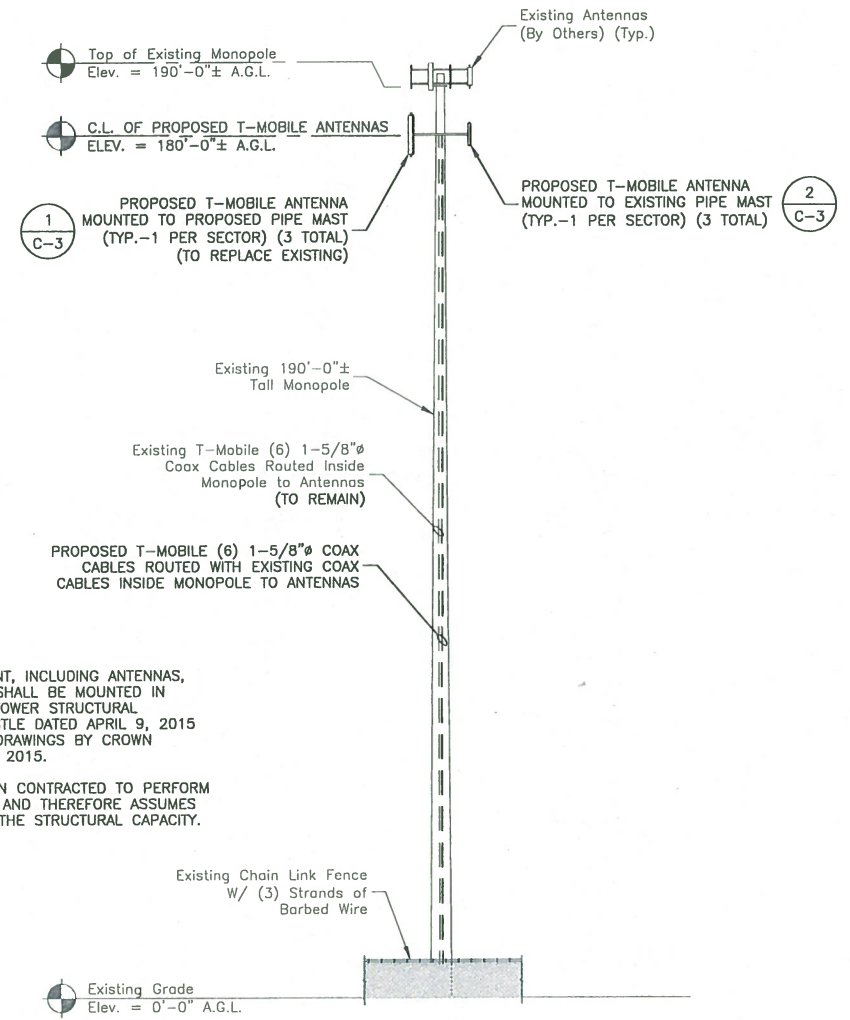 Existing Antennas
(By Others) (Typ.)
Top of Existing Monopole
Elev. = 190'-0"± A.G.L.
C.L. OF PROPOSED T-MOBILE ANTENNAS
ELEV. = 180'-0"± A.G.L.
1
C-3
PROPOSED T-MOBILE ANTENNA
MOUNTED TO PROPOSED PIPE MAST
(TYP.-1 PER SECTOR) (3 TOTAL)
(TO REPLACE EXISTING)
PROPOSED T-MOBILE ANTENNA
MOUNTED TO EXISTING PIPE MAST
(TYP.-1 PER SECTOR) (3 TOTAL)
2
C-3
Existing 190'-0"±
Tall Monopole
Existing T-Mobile (6) 1-5/8"ø
Coax Cables Routed Inside
Monopole to Antennas
(TO REMAIN)
PROPOSED T-MOBILE (6) 1-5/8"ø COAX
CABLES ROUTED WITH EXISTING COAX
CABLES INSIDE MONOPOLE TO ANTENNAS
NT, INCLUDING ANTENNAS,
SHALL BE MOUNTED IN
OWER STRUCTURAL
TLE DATED APRIL 9, 2015
DRAWINGS BY CROWN
2015.
N CONTRACTED TO PERFORM
AND THEREFORE ASSUMES
THE STRUCTURAL CAPACITY.
Existing Chain Link Fence
W/ (3) Strands of
Barbed Wire
Existing Grade
Elev. = 0'-0" A.G.L.